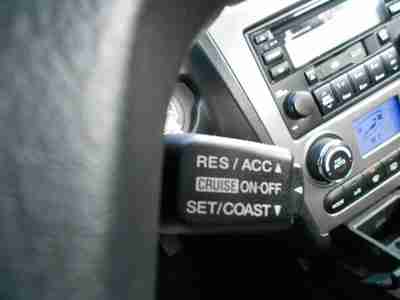 RES / ACC▲
CRUISE ON·OFF
SET/COAST▼